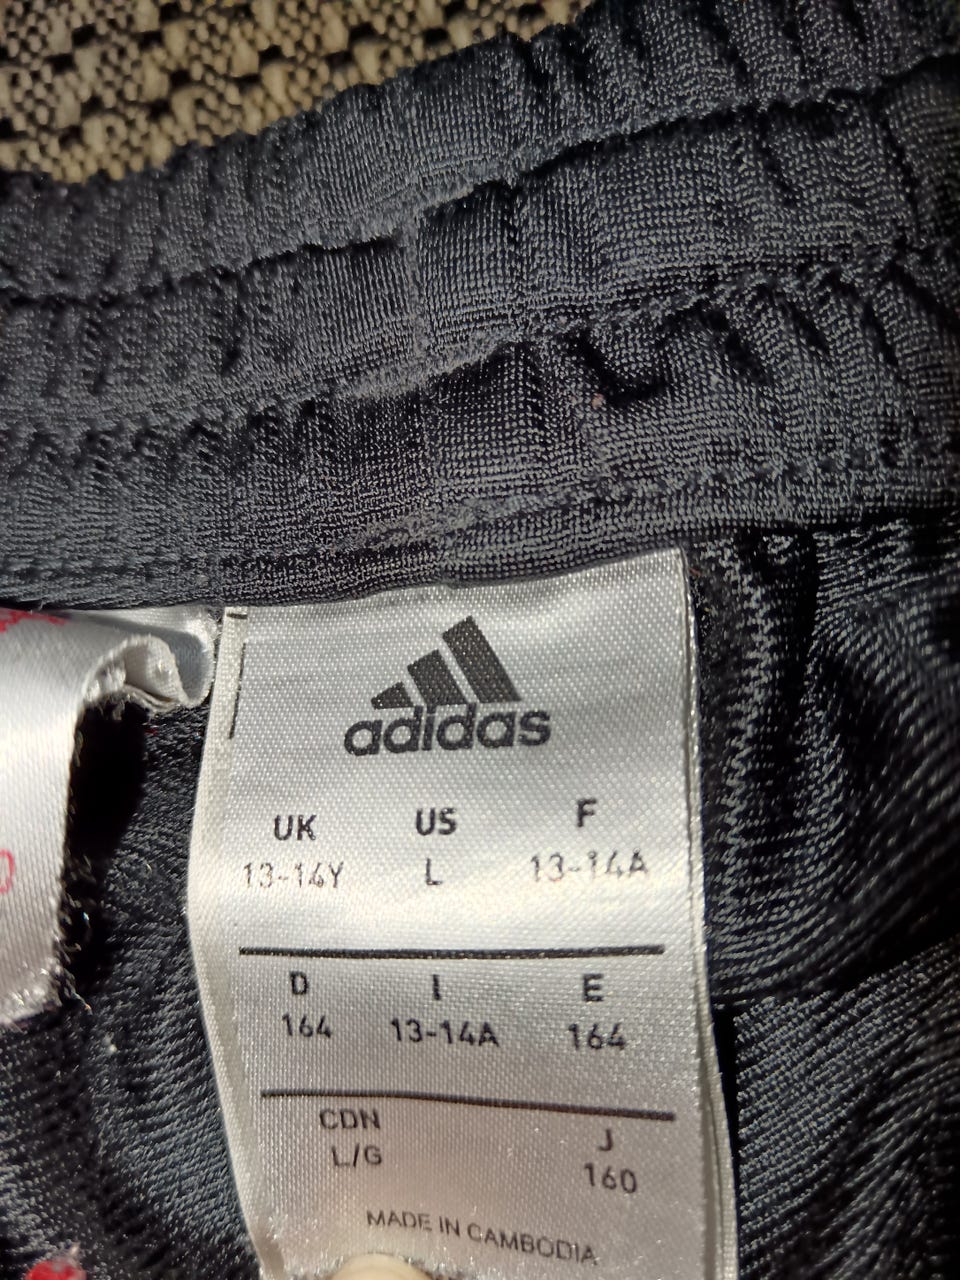 adidas
UK US F
13-14Y L 13-14A
D I E
164 13-14A 164
CDN J
L/G 160
MADE IN CAMBODIA